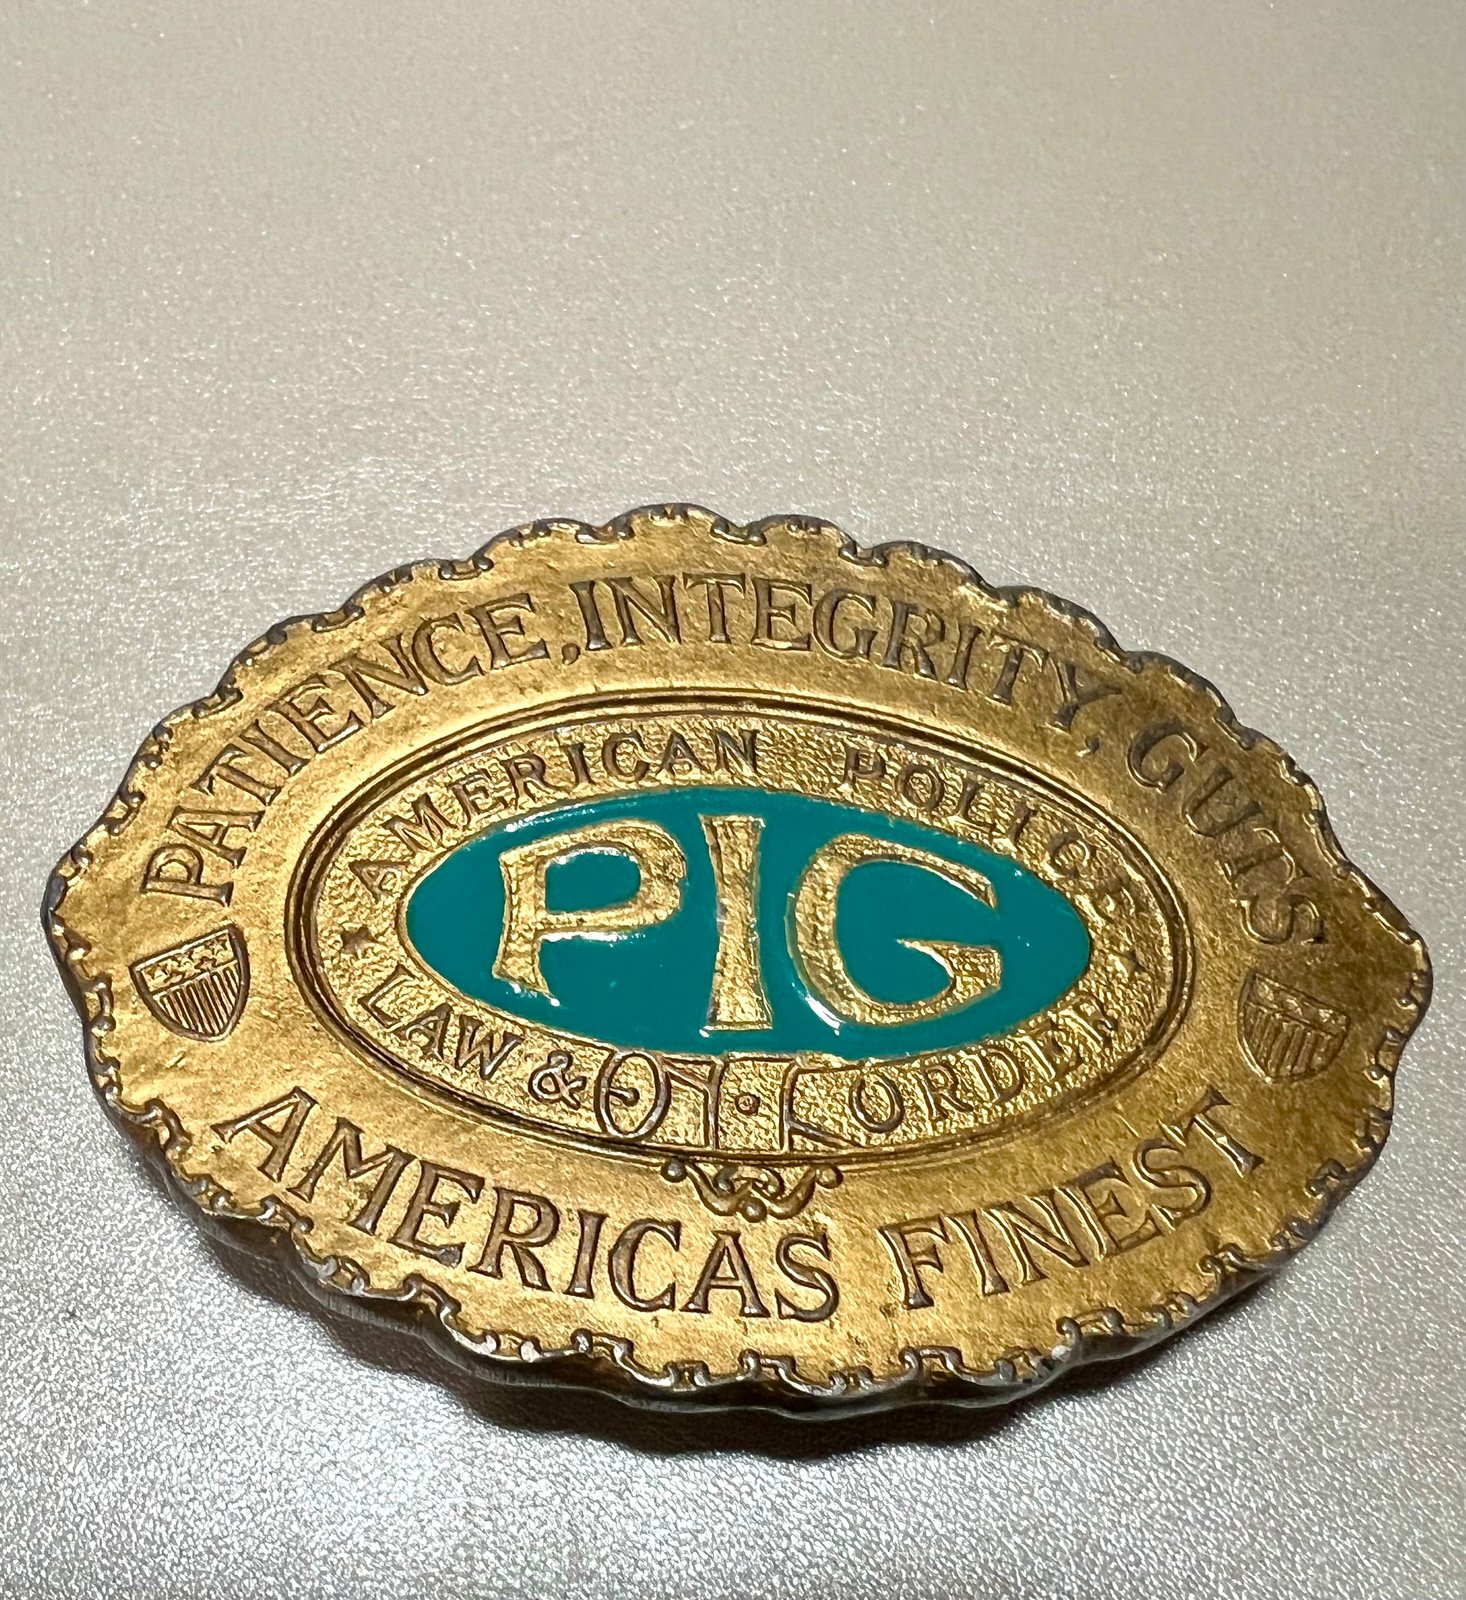 PATIENCE, INTEGRITY, GUTS
AMERICAN POLICE
PIG
LAW & ORDER
AMERICAS FINEST